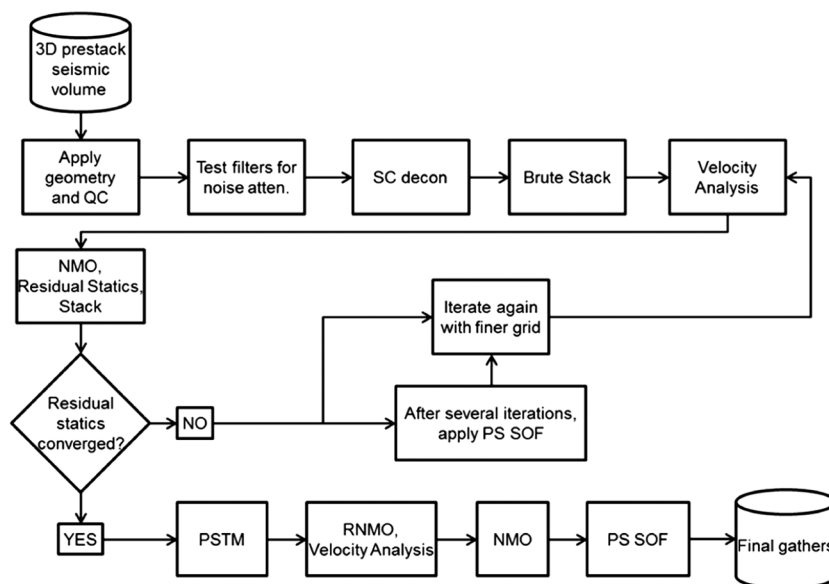 3D prestack
seismic
volume
Apply
geometry
and QC
Test filters for
noise atten.
SC decon
Brute Stack
Velocity
Analysis
NMO,
Residual Statics,
Stack
Iterate again
with finer grid
Residual
statics
converged?
NO
After several iterations,
apply PS SOF
YES
PSTM
RNMO,
Velocity Analysis
NMO
PS SOF
Final gathers